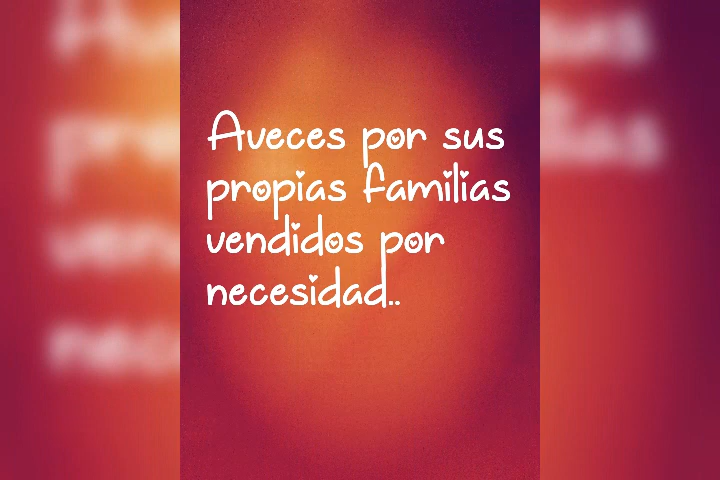 Aveces por sus
propias familias
vendidos por
necesidad..